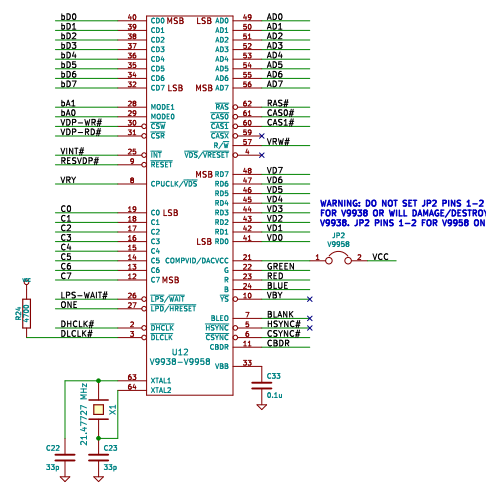 bD0 40 CD0 MSB LSB AD0 49 AD0
bD1 39 CD1 AD1 50 AD1
bD2 38 CD2 AD2 51 AD2
bD3 37 CD3 AD3 52 AD3
bD4 36 CD4 AD4 53 AD4
bD5 35 CD5 AD5 54 AD5
bD6 34 CD6 AD6 55 AD6
bD7 32 CD7 LSB MSB AD7 56 AD7
bA1 28 MODE1 RAS 62 RAS#
bA0 29 MODE0 CAS0 61 CAS0#
VDP-WR# 30 CSW CAS1 60 CAS1#
VDP-RD# 31 CSR CASX 59
R/W 57 VRW#
VINT# 25 INT VDS/VRESET 4
RESVDP# 9 RESET
MSB RD7 48 VD7
VRY 8 CPUCLK/VDS RD6 47 VD6
RD5 46 VD5
RD4 45 VD4
C0 19 C0 LSB RD3 44 VD3
C1 18 C1 RD2 43 VD2
C2 17 C2 RD1 42 VD1
C3 16 C3 LSB RD0 41 VD0
C4 15 C4
C5 14 C5 COMPVID/DACVCC 21
C6 13 C6 G 22 GREEN
C7 12 C7 MSB R 23 RED
B 24 BLUE
LPS-WAIT# 26 LPS/WAIT YS 10 VBY
ONE 27 LPD/HRESET
BLEO 7 BLANK
DHCLK# 2 DHCLK HSYNC 5 HSYNC#
DLCLK# 3 DLCLK CSYNC 6 CSYNC#
CBDR 11 CBDR
U12
V9938-V9958
VBB 33
63 XTAL1
64 XTAL2
WARNING: DO NOT SET JP2 PINS 1-2
FOR V9938 OR WILL DAMAGE/DESTROY
V9938. JP2 PINS 1-2 FOR V9958 ON
JP2
V9958
1 2 VCC
R24
470
C33
0.1u
21.47727 MHz
X1
C22
33p
C23
33p